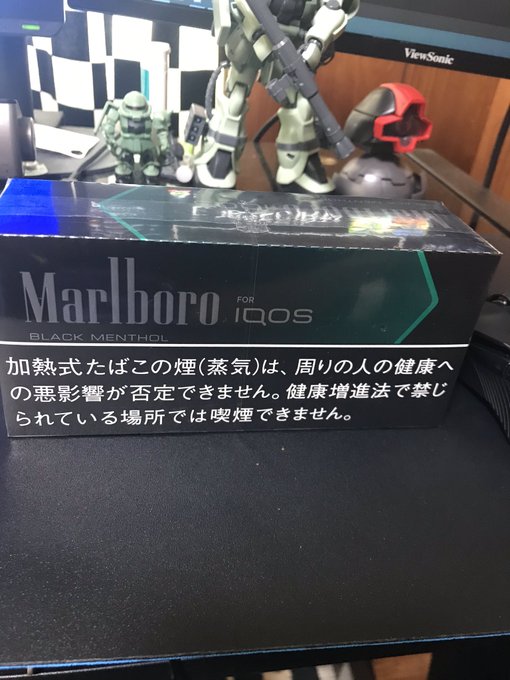 ViewSonic
Marlboro
FOR
IQOS
BLACK MENTHOL
加熱式たばこの煙(蒸気)は、周りの人の健康へ
の悪影響が否定できません。健康増進法で禁じ
られている場所では喫煙できません。